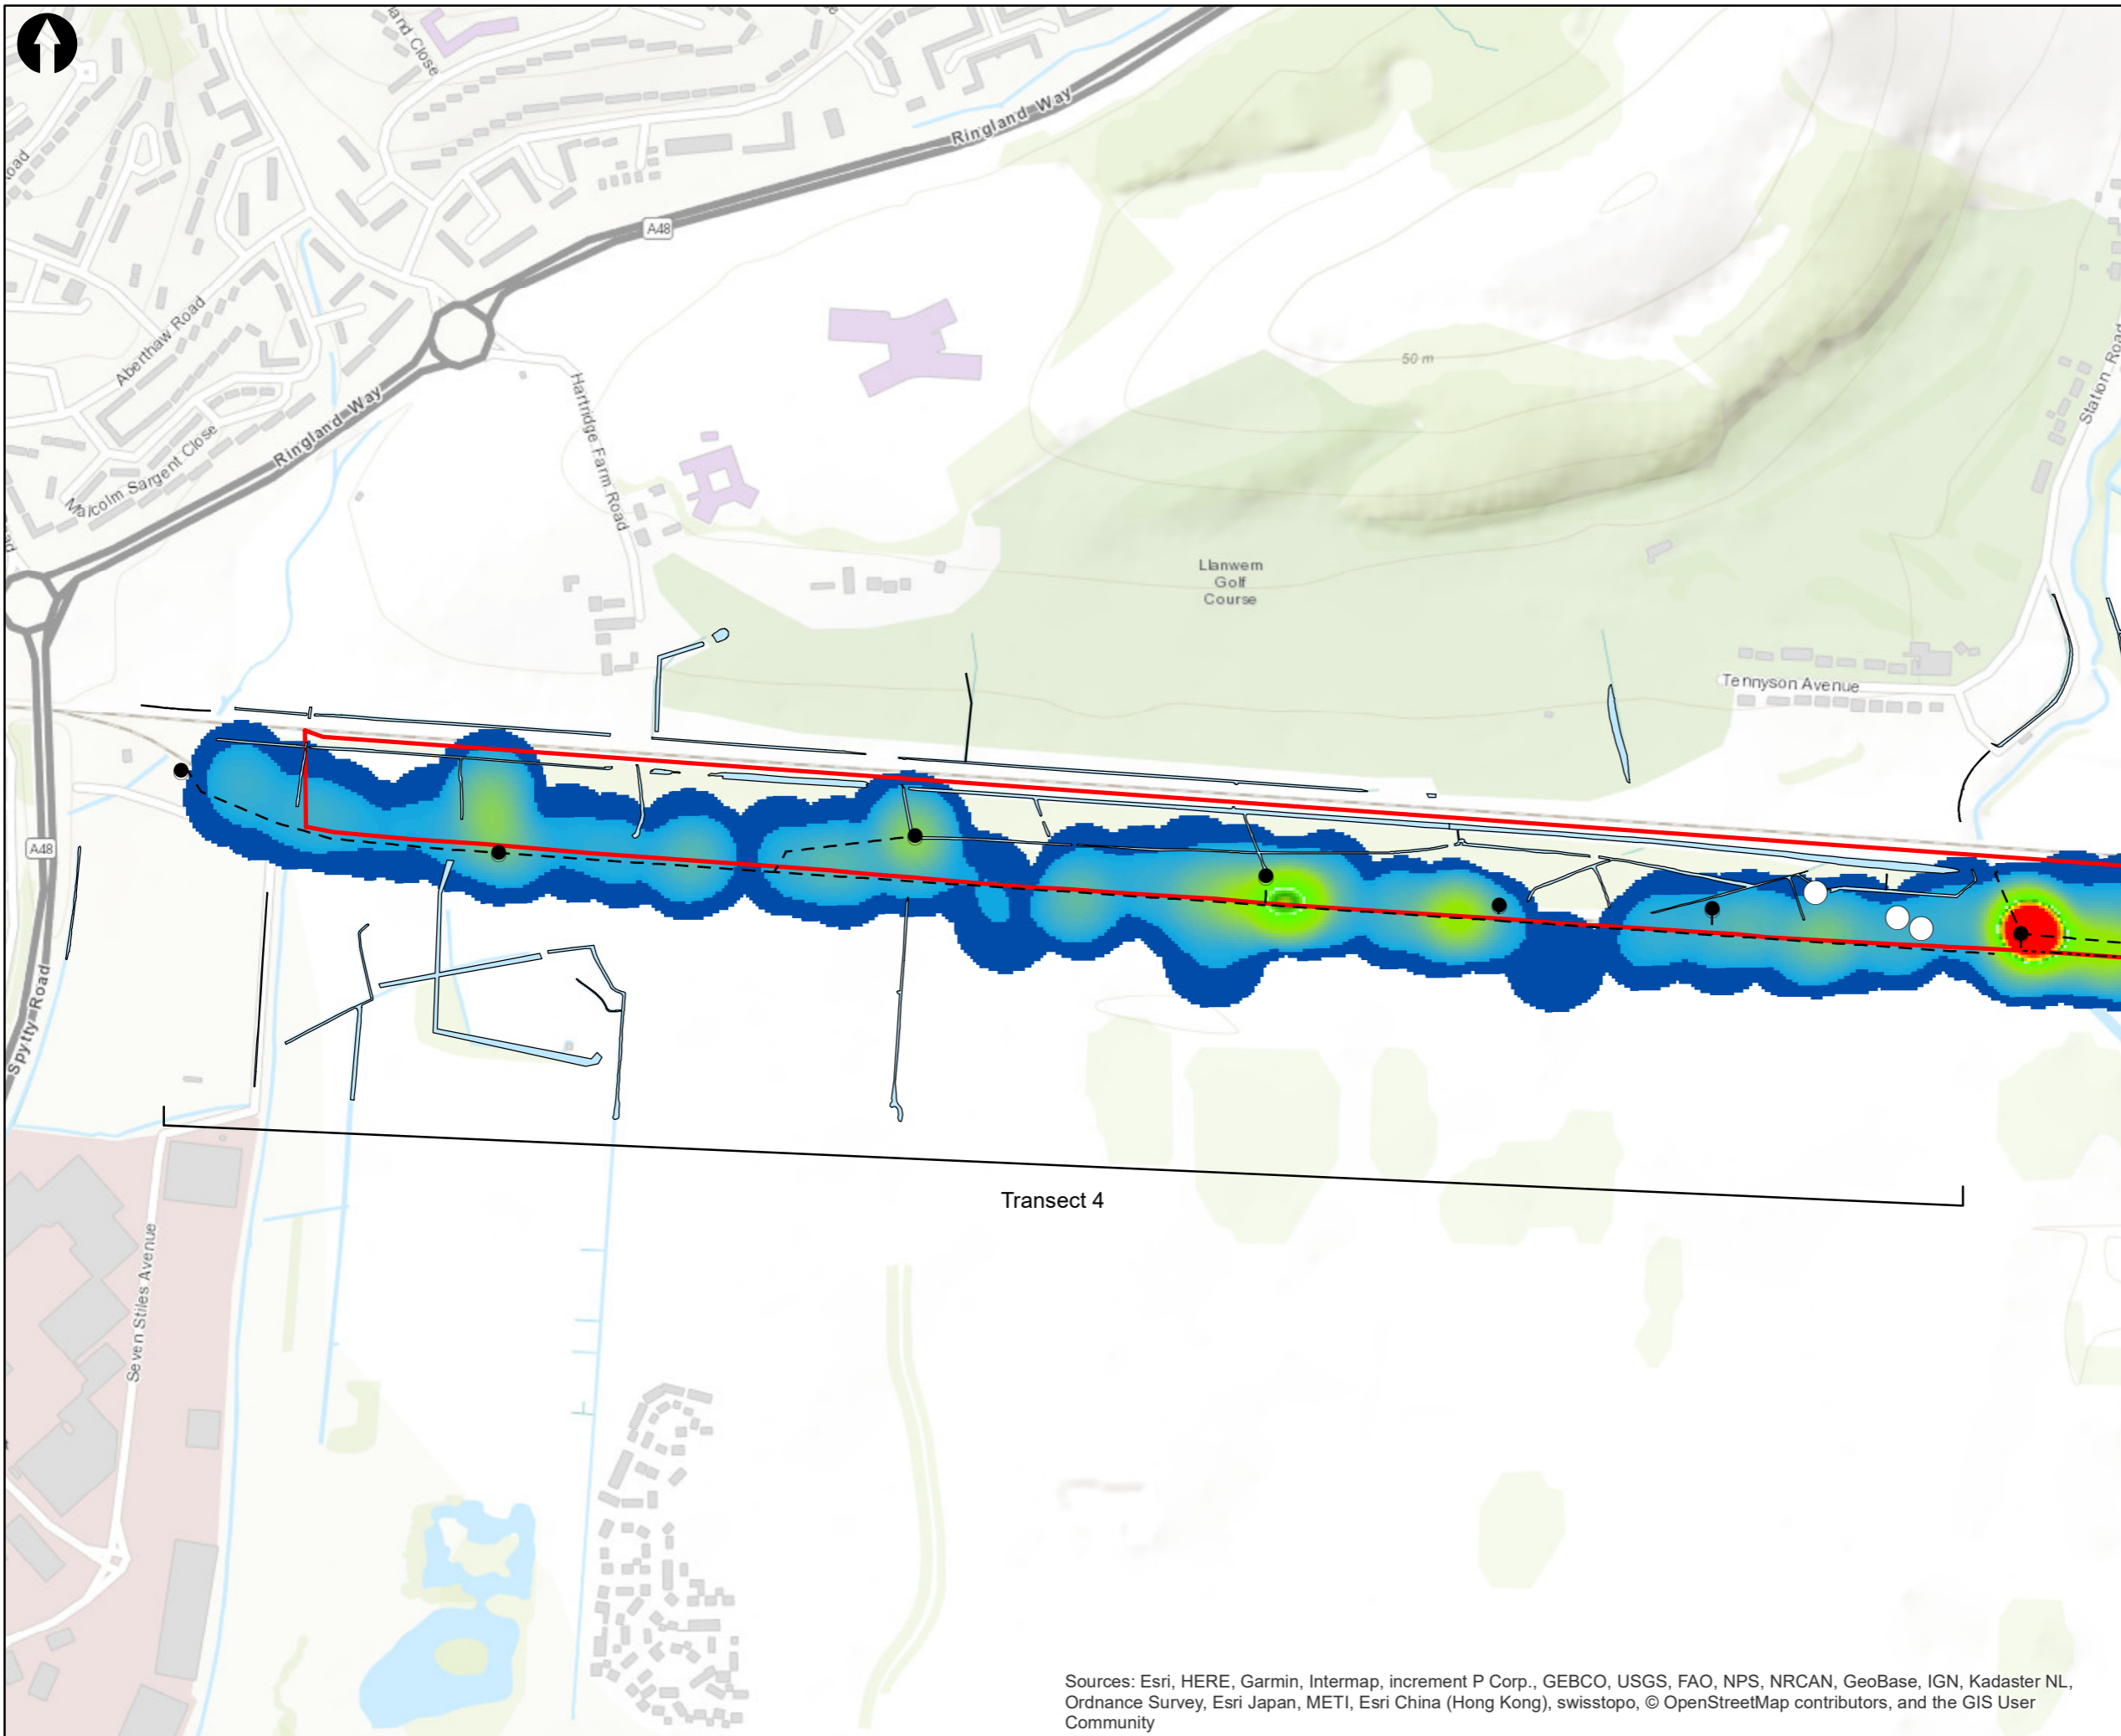 Ringland Way
A48
Aberthaw Road
Ringland Way
Hartridge Farm Road
50 m
Station Road
Malcolm Sargent Close
Llanwern
Golf
Course
Tennyson Avenue
A48
Spytty Road
Transect 4
Seven Stiles Avenue
Sources: Esri, HERE, Garmin, Intermap, increment P Corp., GEBCO, USGS, FAO, NPS, NRCAN, GeoBase, IGN, Kadaster NL,
Ordnance Survey, Esri Japan, METI, Esri China (Hong Kong), swisstopo, © OpenStreetMap contributors, and the GIS User
Community